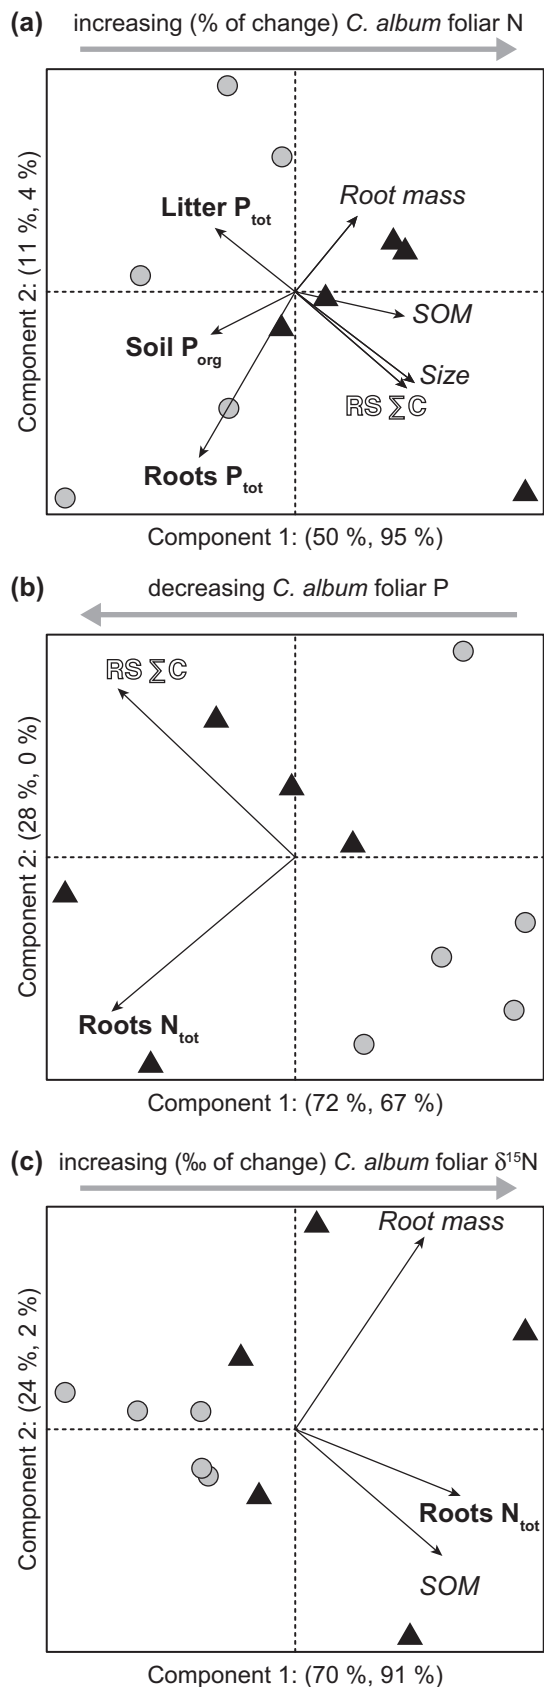 (a) increasing (% of change) C. album foliar N
Component 2: (11 %, 4 %)
Root mass
Litter Ptot
SOM
Soil Porg
Size
RS ∑C
Roots Ptot
Component 1: (50 %, 95 %)
(b) decreasing C. album foliar P
Component 2: (28 %, 0 %)
RS ∑C
Roots Ntot
Component 1: (72 %, 67 %)
(c) increasing (‰ of change) C. album foliar δ¹⁵N
Component 2: (24 %, 2 %)
Root mass
Roots Ntot
SOM
Component 1: (70 %, 91 %)